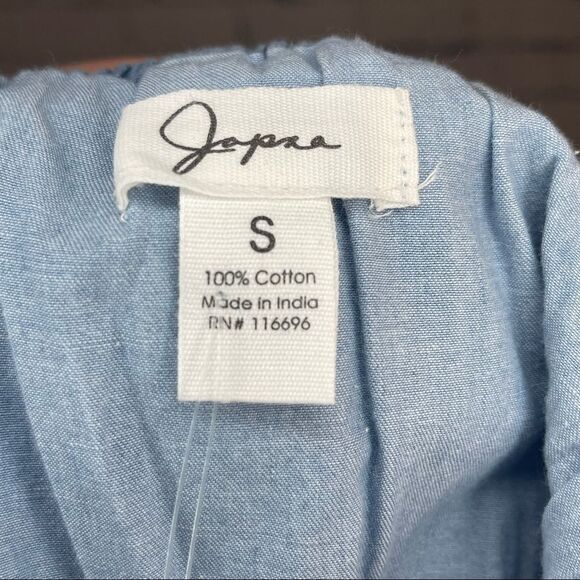 Japna
S
100% Cotton
Made in India
RN# 116696